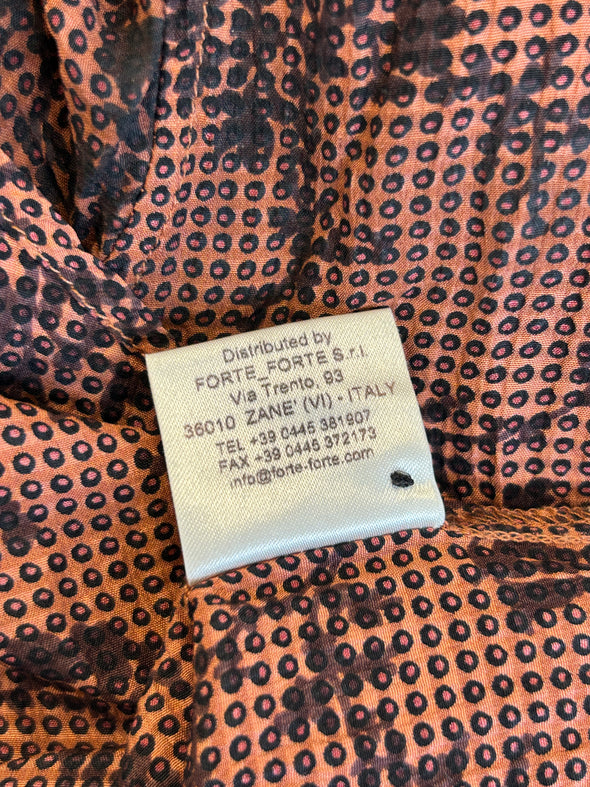 Distributed by
FORTE_FORTE S.r.l.
Via Trento, 93
36010 ZANE' (VI) - ITALY
TEL +39 0445 381907
FAX +39 0445 372173
info@forte-forte.com